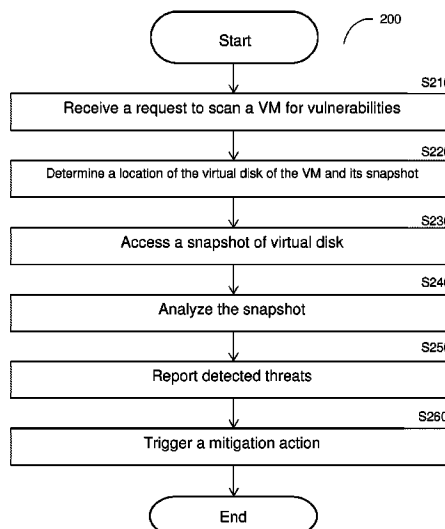 Start
200
S210
Receive a request to scan a VM for vulnerabilities
S220
Determine a location of the virtual disk of the VM and its snapshot
S230
Access a snapshot of virtual disk
S240
Analyze the snapshot
S250
Report detected threats
S260
Trigger a mitigation action
End